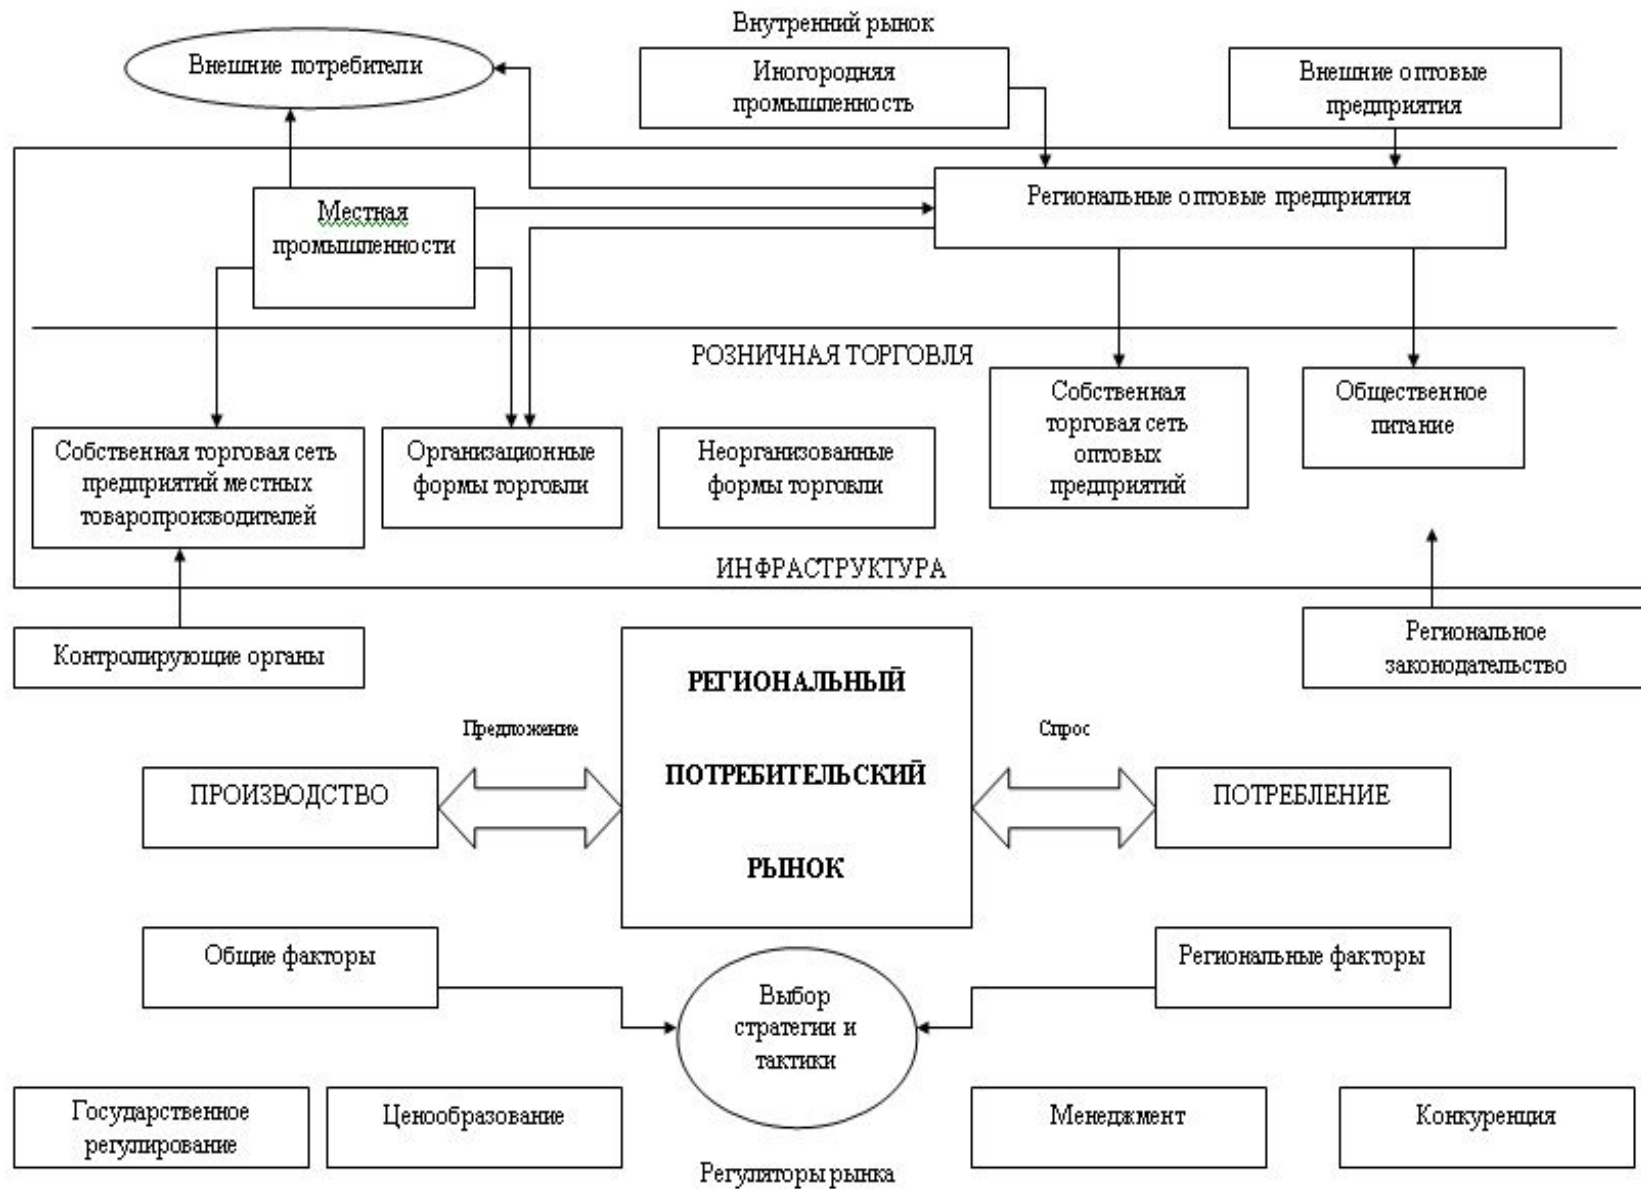 Внутренний рынок
Внешние потребители
Иногородняя
промышленность
Внешние оптовые
предприятия
Местная
промышленности
Региональные оптовые предприятия
РОЗНИЧНАЯ ТОРГОВЛЯ
Собственная торговая сеть
предприятий местных
товаропроизводителей
Организационные
формы торговли
Неорганизованные
формы торговли
Собственная
торговая сеть
оптовых
предприятий
Общественное
питание
ИНФРАСТРУКТУРА
Контролирующие органы
Региональное
законодательство
РЕГИОНАЛЬНЫЙ
ПОТРЕБИТЕЛЬСКИЙ
РЫНОК
Предложение
Спрос
ПРОИЗВОДСТВО
ПОТРЕБЛЕНИЕ
Общие факторы
Региональные факторы
Выбор
стратегии и
тактики
Государственное
регулирование
Ценообразование
Менеджмент
Конкуренция
Регуляторы рынка